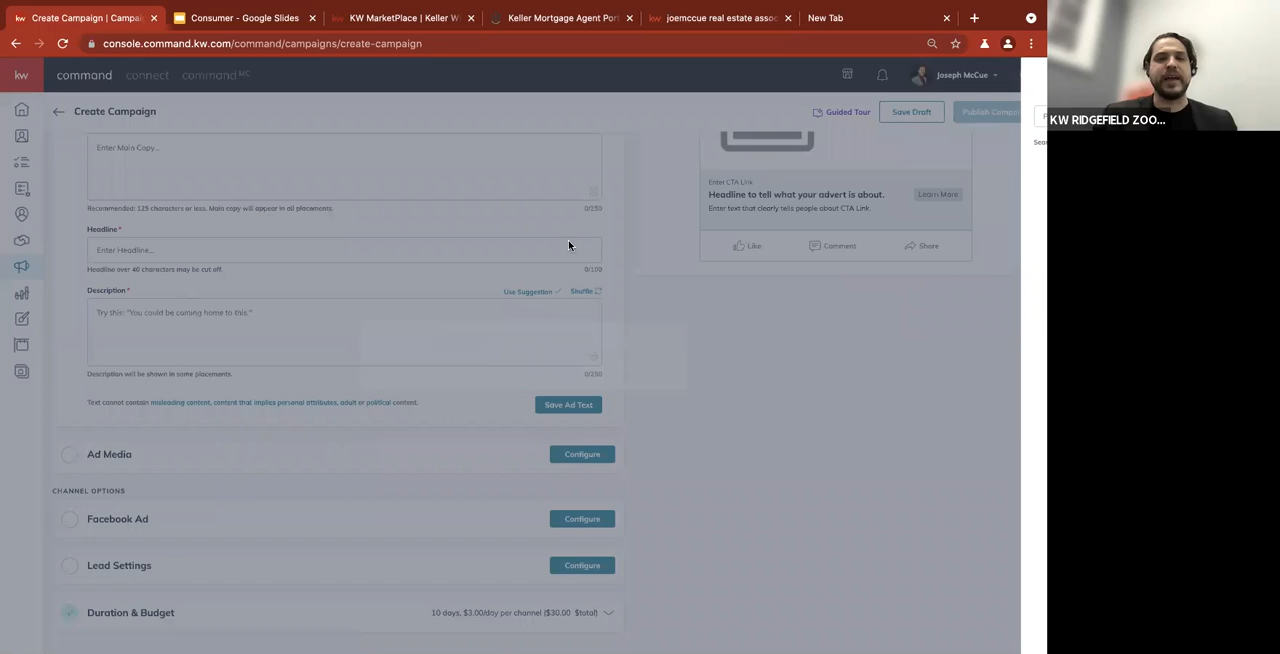 Create Campaign | Campai
Consumer - Google Slides
KW MarketPlace | Keller W
Keller Mortgage Agent Port
joemccue real estate assoc
New Tab
console.command.kw.com/command/campaigns/create-campaign
kw
command
connect
command MC
Joseph McCue
Create Campaign
Guided Tour
Save Draft
Publish Campai
KW RIDGEFIELD ZOO...
Sear
Enter Main Copy...
Recommended: 125 characters or less. Main copy will appear in all placements.
0/250
Enter CTA Link
Headline to tell what your advert is about.
Learn More
Enter text that clearly tells people about CTA Link.
Like
Comment
Share
Headline*
Enter Headline...
Headline over 40 characters may be cut off.
0/100
Description*
Use Suggestion
Shuffle
Try this: "You could be coming home to this."
Description will be shown in some placements.
0/250
Text cannot contain misleading content, content that implies personal attributes, adult or political content.
Save Ad Text
Ad Media
Configure
CHANNEL OPTIONS
Facebook Ad
Configure
Lead Settings
Configure
Duration & Budget
10 days, $3.00/day per channel ($30.00 $total)